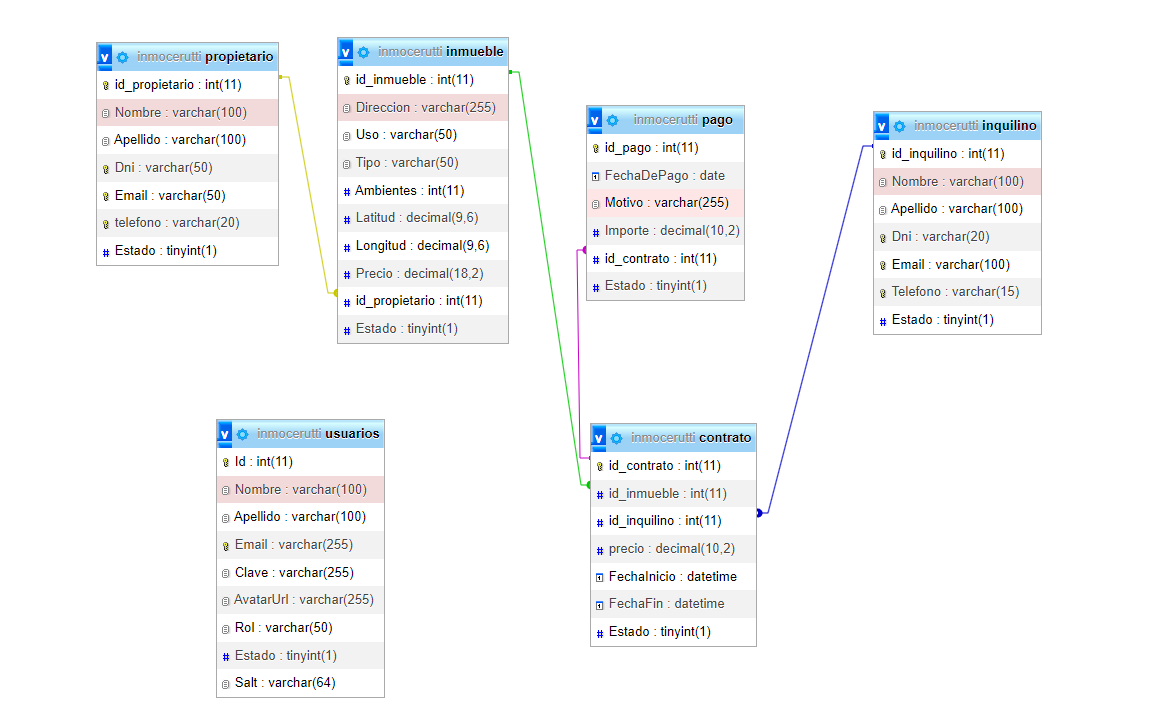 v inmocerutti propietario
id_propietario : int(11)
Nombre : varchar(100)
Apellido : varchar(100)
Dni : varchar(50)
Email : varchar(50)
telefono : varchar(20)
Estado : tinyint(1)
v inmocerutti inmueble
id_inmueble : int(11)
Direccion : varchar(255)
Uso : varchar(50)
Tipo : varchar(50)
# Ambientes : int(11)
# Latitud : decimal(9,6)
# Longitud : decimal(9,6)
# Precio : decimal(18,2)
# id_propietario : int(11)
# Estado : tinyint(1)
v inmocerutti pago
id_pago : int(11)
FechaDePago : date
Motivo : varchar(255)
# Importe : decimal(10,2)
# id_contrato : int(11)
# Estado : tinyint(1)
v inmocerutti inquilino
id_inquilino : int(11)
Nombre : varchar(100)
Apellido : varchar(100)
Dni : varchar(20)
Email : varchar(100)
Telefono : varchar(15)
# Estado : tinyint(1)
v inmocerutti usuarios
Id : int(11)
Nombre : varchar(100)
Apellido : varchar(100)
Email : varchar(255)
Clave : varchar(255)
AvatarUrl : varchar(255)
Rol : varchar(50)
# Estado : tinyint(1)
Salt : varchar(64)
v inmocerutti contrato
id_contrato : int(11)
# id_inmueble : int(11)
# id_inquilino : int(11)
# precio : decimal(10,2)
FechaInicio : datetime
FechaFin : datetime
# Estado : tinyint(1)